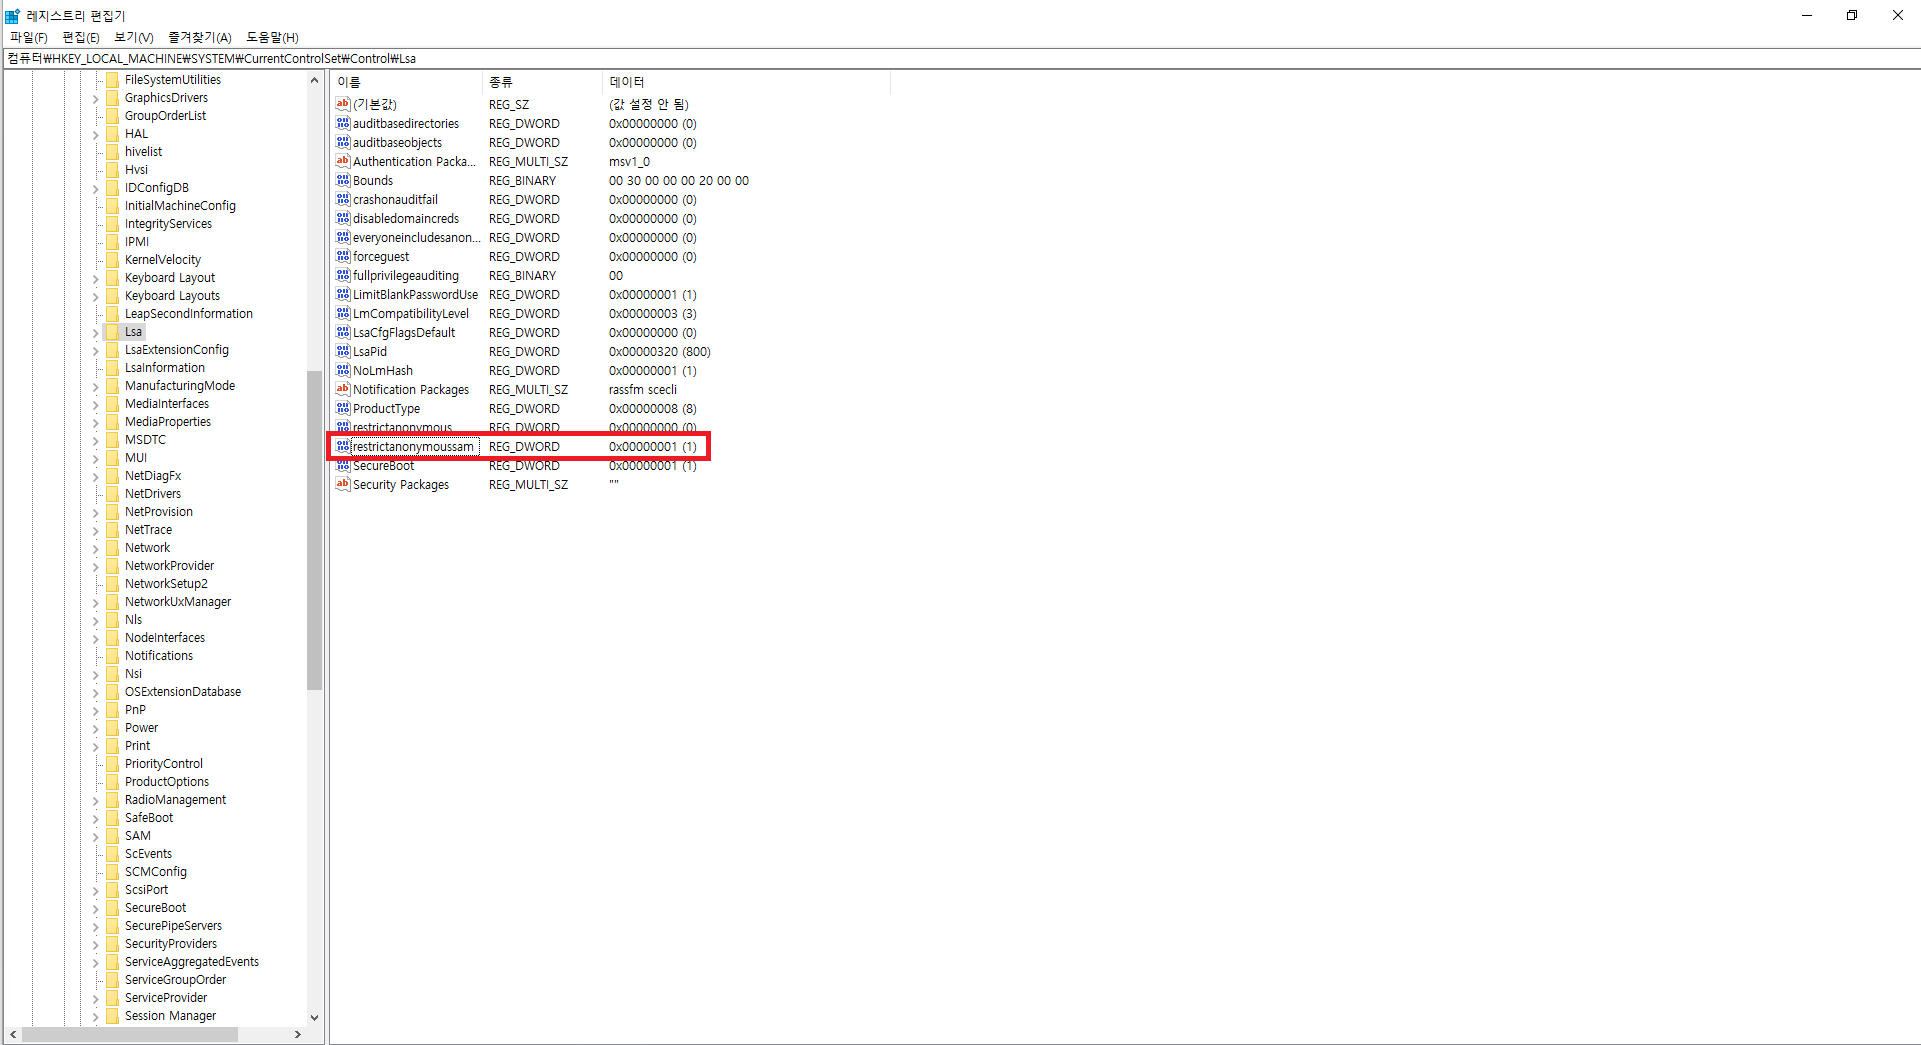 레지스트리 편집기
파일(F) 편집(E) 보기(V) 즐겨찾기(A) 도움말(H)
컴퓨터₩HKEY_LOCAL_MACHINE₩SYSTEM₩CurrentControlSet₩Control₩Lsa
FileSystemUtilities
GraphicsDrivers
GroupOrderList
HAL
hivelist
Hvsi
IDConfigDB
InitialMachineConfig
IntegrityServices
IPMI
KernelVelocity
Keyboard Layout
Keyboard Layouts
LeapSecondInformation
Lsa
LsaExtensionConfig
LsaInformation
ManufacturingMode
MediaInterfaces
MediaProperties
MSDTC
MUI
NetDiagFx
NetDrivers
NetProvision
NetTrace
Network
NetworkProvider
NetworkSetup2
NetworkUxManager
Nls
NodeInterfaces
Notifications
Nsi
OSExtensionDatabase
PnP
Power
Print
PriorityControl
ProductOptions
RadioManagement
SafeBoot
SAM
ScEvents
SCMConfig
ScsiPort
SecureBoot
SecurePipeServers
SecurityProviders
ServiceAggregatedEvents
ServiceGroupOrder
ServiceProvider
Session Manager
이름 종류 데이터
(기본값) REG_SZ (값 설정 안 됨)
auditbasedirectories REG_DWORD 0x00000000 (0)
auditbaseobjects REG_DWORD 0x00000000 (0)
Authentication Packa... REG_MULTI_SZ msv1_0
Bounds REG_BINARY 00 30 00 00 00 20 00 00
crashonauditfail REG_DWORD 0x00000000 (0)
disabledomaincreds REG_DWORD 0x00000000 (0)
everyoneincludesanon... REG_DWORD 0x00000000 (0)
forceguest REG_DWORD 0x00000000 (0)
fullprivilegeauditing REG_BINARY 00
LimitBlankPasswordUse REG_DWORD 0x00000001 (1)
LmCompatibilityLevel REG_DWORD 0x00000003 (3)
LsaCfgFlagsDefault REG_DWORD 0x00000000 (0)
LsaPid REG_DWORD 0x00000320 (800)
NoLmHash REG_DWORD 0x00000001 (1)
Notification Packages REG_MULTI_SZ rassfm scecli
ProductType REG_DWORD 0x00000008 (8)
restrictanonymous REG_DWORD 0x00000000 (0)
restrictanonymoussam REG_DWORD 0x00000001 (1)
SecureBoot REG_DWORD 0x00000001 (1)
Security Packages REG_MULTI_SZ ""